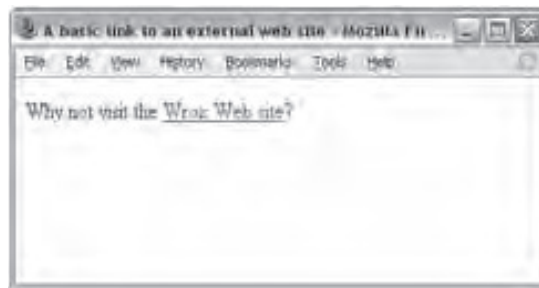 A basic link to an external web site - Mozilla Fir...
File Edit View History Bookmarks Tools Help
Why not visit the Wrox Web site?